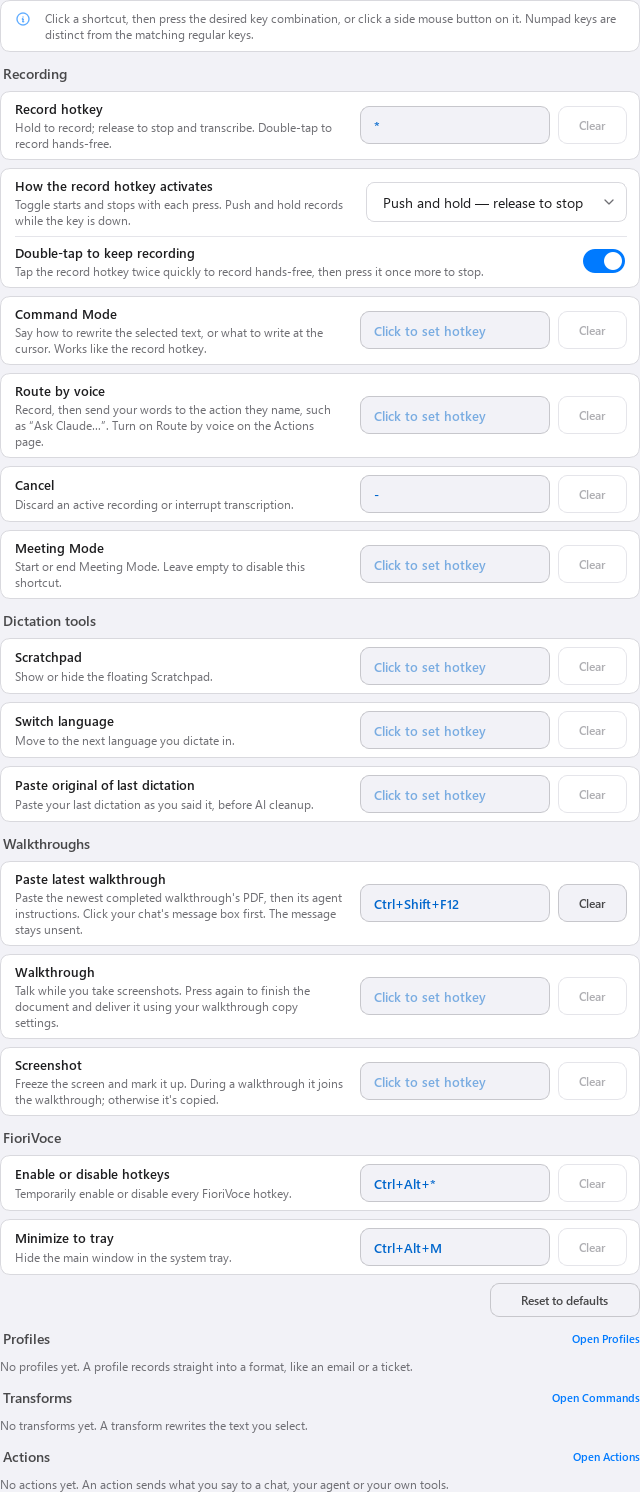 Click a shortcut, then press the desired key combination, or click a side mouse button on it. Numpad keys are
distinct from the matching regular keys.
Recording
Record hotkey
Hold to record; release to stop and transcribe. Double-tap to
record hands-free.
*
Clear
How the record hotkey activates
Toggle starts and stops with each press. Push and hold records
while the key is down.
Push and hold — release to stop
Double-tap to keep recording
Tap the record hotkey twice quickly to record hands-free, then press it once more to stop.
Command Mode
Say how to rewrite the selected text, or what to write at the
cursor. Works like the record hotkey.
Click to set hotkey
Clear
Route by voice
Record, then send your words to the action they name, such
as “Ask Claude…”. Turn on Route by voice on the Actions
page.
Click to set hotkey
Clear
Cancel
Discard an active recording or interrupt transcription.
-
Clear
Meeting Mode
Start or end Meeting Mode. Leave empty to disable this
shortcut.
Click to set hotkey
Clear
Dictation tools
Scratchpad
Show or hide the floating Scratchpad.
Click to set hotkey
Clear
Switch language
Move to the next language you dictate in.
Click to set hotkey
Clear
Paste original of last dictation
Paste your last dictation as you said it, before AI cleanup.
Click to set hotkey
Clear
Walkthroughs
Paste latest walkthrough
Paste the newest completed walkthrough's PDF, then its agent
instructions. Click your chat's message box first. The message
stays unsent.
Ctrl+Shift+F12
Clear
Walkthrough
Talk while you take screenshots. Press again to finish the
document and deliver it using your walkthrough copy
settings.
Click to set hotkey
Clear
Screenshot
Freeze the screen and mark it up. During a walkthrough it joins
the walkthrough; otherwise it's copied.
Click to set hotkey
Clear
FioriVoce
Enable or disable hotkeys
Temporarily enable or disable every FioriVoce hotkey.
Ctrl+Alt+*
Clear
Minimize to tray
Hide the main window in the system tray.
Ctrl+Alt+M
Clear
Reset to defaults
Profiles
Open Profiles
No profiles yet. A profile records straight into a format, like an email or a ticket.
Transforms
Open Commands
No transforms yet. A transform rewrites the text you select.
Actions
Open Actions
No actions yet. An action sends what you say to a chat, your agent or your own tools.